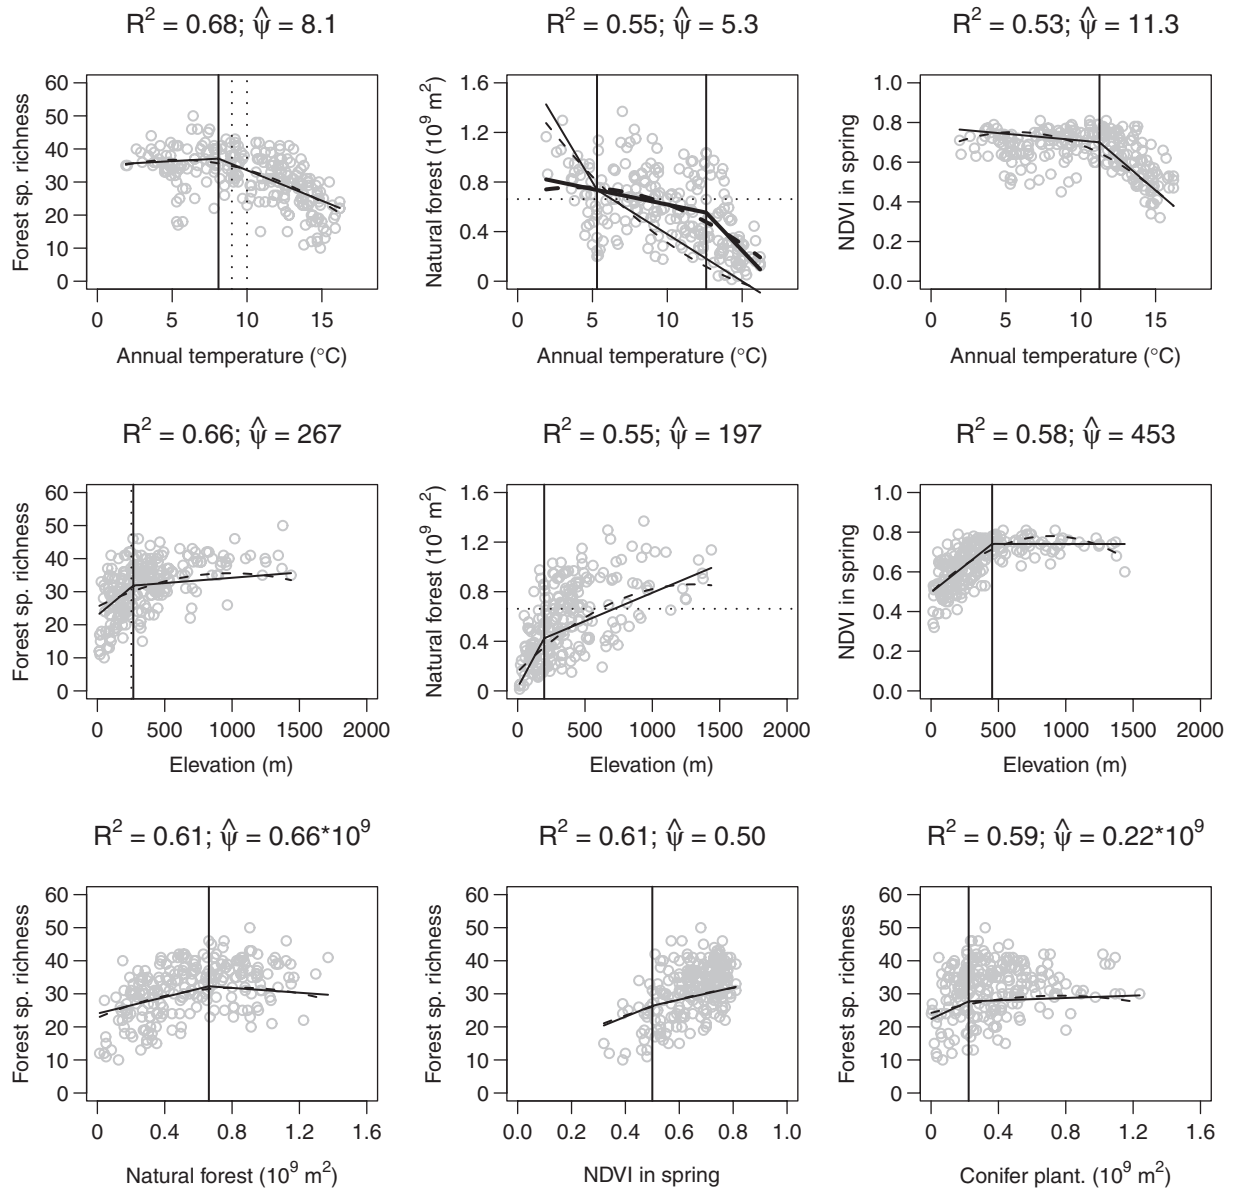 R² = 0.68; ψ̂ = 8.1
Forest sp. richness
60
50
40
30
20
10
0
0 5 10 15
Annual temperature (°C)
R² = 0.55; ψ̂ = 5.3
Natural forest (10⁹ m²)
1.6
1.2
0.8
0.4
0
0 5 10 15
Annual temperature (°C)
R² = 0.53; ψ̂ = 11.3
NDVI in spring
1.0
0.8
0.6
0.4
0.2
0.0
0 5 10 15
Annual temperature (°C)
R² = 0.66; ψ̂ = 267
Forest sp. richness
60
50
40
30
20
10
0
0 500 1000 1500 2000
Elevation (m)
R² = 0.55; ψ̂ = 197
Natural forest (10⁹ m²)
1.6
1.2
0.8
0.4
0
0 500 1000 1500 2000
Elevation (m)
R² = 0.58; ψ̂ = 453
NDVI in spring
1.0
0.8
0.6
0.4
0.2
0.0
0 500 1000 1500 2000
Elevation (m)
R² = 0.61; ψ̂ = 0.66*10⁹
Forest sp. richness
60
50
40
30
20
10
0
0 0.4 0.8 1.2 1.6
Natural forest (10⁹ m²)
R² = 0.61; ψ̂ = 0.50
Forest sp. richness
60
50
40
30
20
10
0
0.0 0.2 0.4 0.6 0.8 1.0
NDVI in spring
R² = 0.59; ψ̂ = 0.22*10⁹
Forest sp. richness
60
50
40
30
20
10
0
0 0.4 0.8 1.2 1.6
Conifer plant. (10⁹ m²)